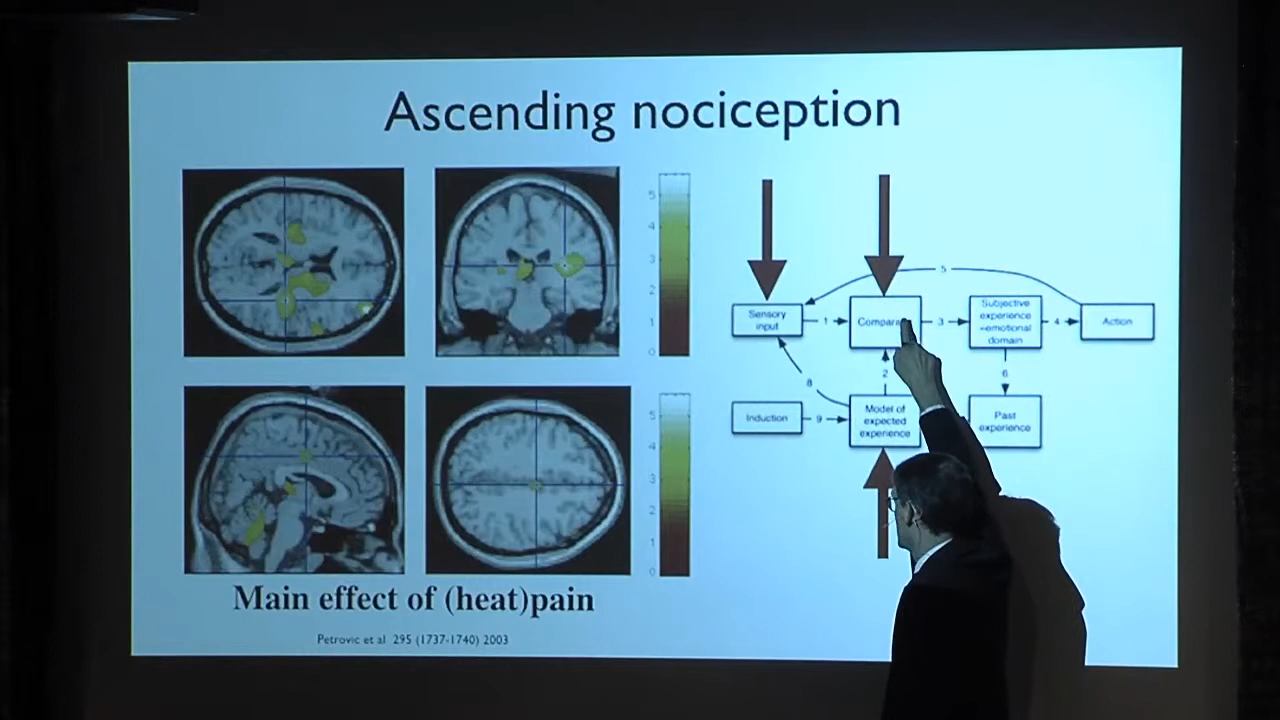 Ascending nociception
5
4
3
2
1
0
5
4
3
2
1
0
Main effect of (heat)pain
Petrovic et al 295 (1737-1740) 2003
5
Sensory
input
1
3
Subjective
experience
–emotional
domain
4
Action
8
2
6
Induction
9
Model of
expected
experience
Past
experience